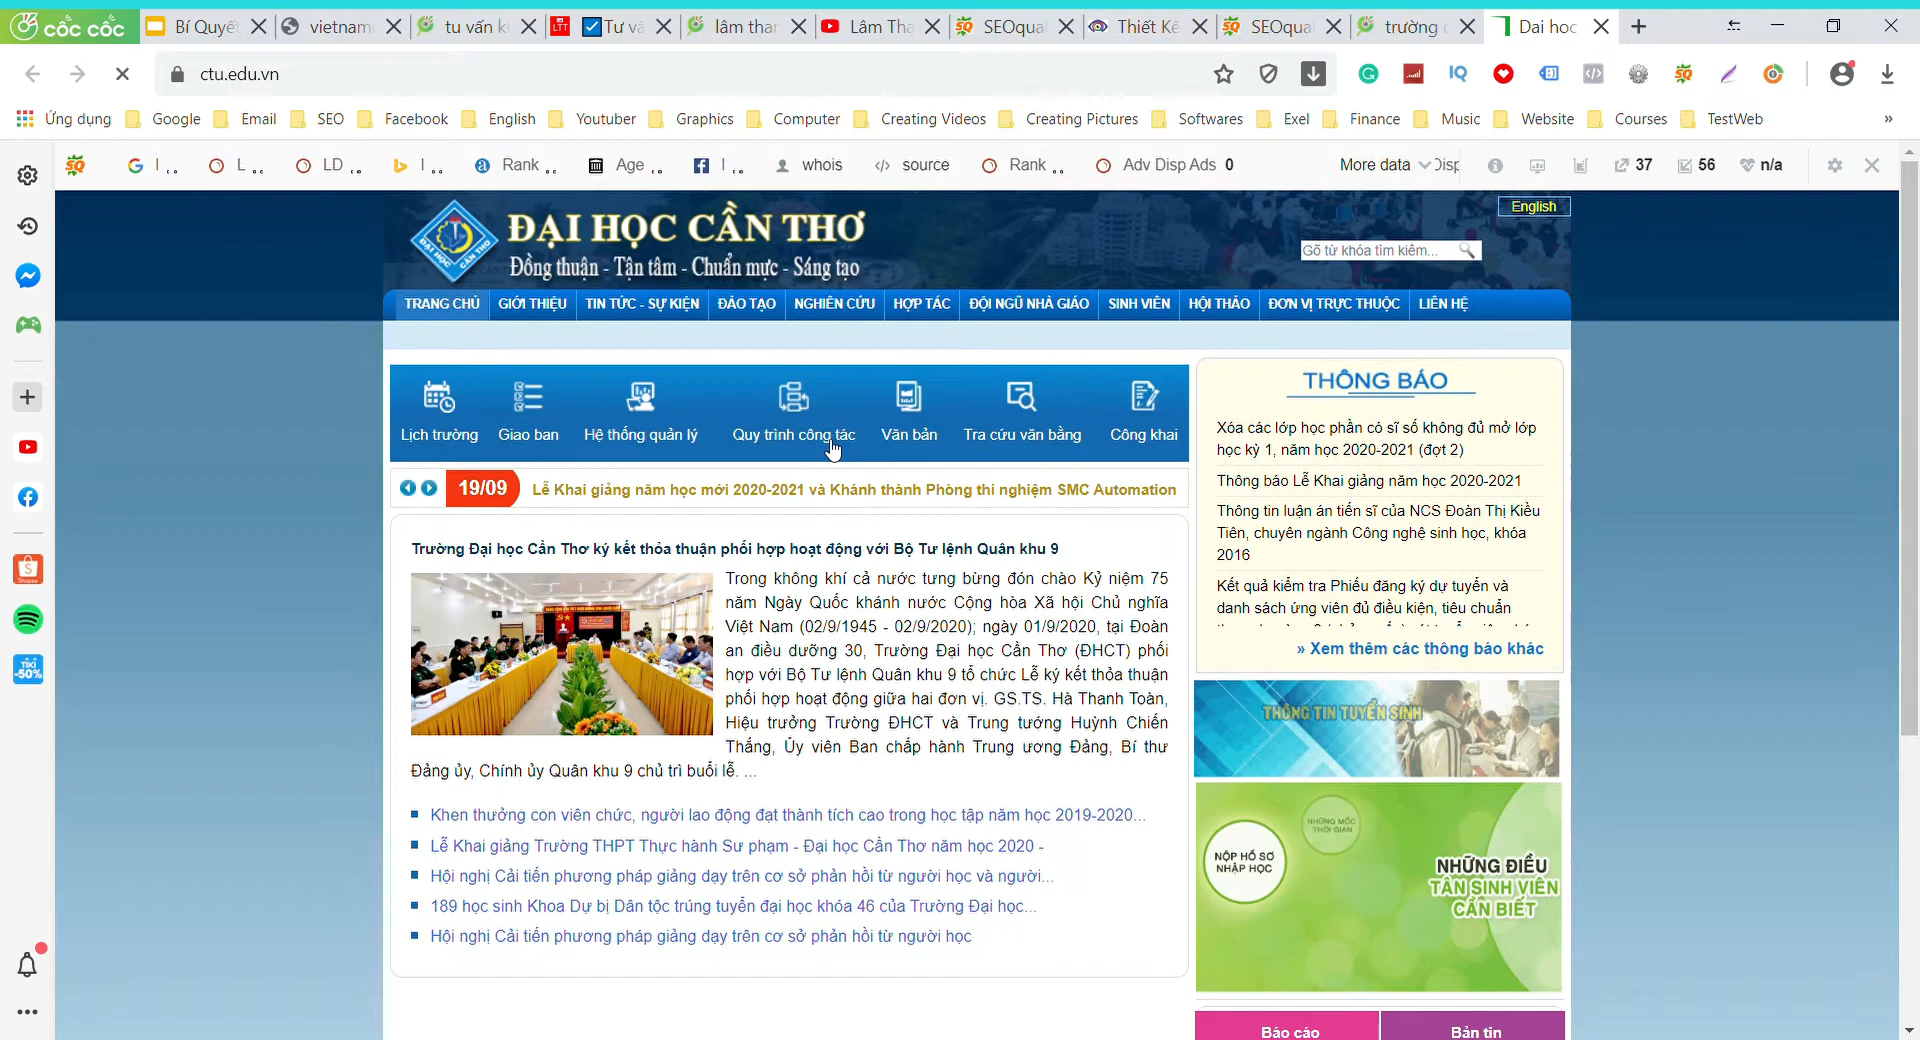 cốc cốc
Bí Quyết
vietnam
tu vấn k
Tư vấ
lâm than
Lâm Tha
SEOqua
Thiết Kế
SEOqua
trường
Dai hoc
ctu.edu.vn
Ứng dụng Google Email SEO Facebook English Youtuber Graphics Computer Creating Videos Creating Pictures Softwares Exel Finance Music Website Courses TestWeb »
I .. L .. LD .. I .. Rank .. Age .. I .. whois source Rank .. Adv Disp Ads 0 More data Disp 37 56 n/a
English
ĐẠI HỌC CẦN THƠ
Đồng thuận - Tận tâm - Chuẩn mực - Sáng tạo
Gõ từ khóa tìm kiếm...
TRANG CHỦ GIỚI THIỆU TIN TỨC - SỰ KIỆN ĐÀO TẠO NGHIÊN CỨU HỢP TÁC ĐỘI NGŨ NHÀ GIÁO SINH VIÊN HỘI THẢO ĐƠN VỊ TRỰC THUỘC LIÊN HỆ
Lịch trường Giao ban Hệ thống quản lý Quy trình công tác Văn bản Tra cứu văn bằng Công khai
19/09 Lễ Khai giảng năm học mới 2020-2021 và Khánh thành Phòng thí nghiệm SMC Automation
Trường Đại học Cần Thơ ký kết thỏa thuận phối hợp hoạt động với Bộ Tư lệnh Quân khu 9
Trong không khí cả nước tưng bừng đón chào Kỷ niệm 75
năm Ngày Quốc khánh nước Cộng hòa Xã hội Chủ nghĩa
Việt Nam (02/9/1945 - 02/9/2020); ngày 01/9/2020, tại Đoàn
an điều dưỡng 30, Trường Đại học Cần Thơ (ĐHCT) phối
hợp với Bộ Tư lệnh Quân khu 9 tổ chức Lễ ký kết thỏa thuận
phối hợp hoạt động giữa hai đơn vị. GS.TS. Hà Thanh Toàn,
Hiệu trưởng Trường ĐHCT và Trung tướng Huỳnh Chiến
Thắng, Ủy viên Ban chấp hành Trung ương Đảng, Bí thư
Đảng ủy, Chính ủy Quân khu 9 chủ trì buổi lễ. ...
Khen thưởng con viên chức, người lao động đạt thành tích cao trong học tập năm học 2019-2020...
Lễ Khai giảng Trường THPT Thực hành Sư phạm - Đại học Cần Thơ năm học 2020 -
Hội nghị Cải tiến phương pháp giảng dạy trên cơ sở phản hồi từ người học và người...
189 học sinh Khoa Dự bị Dân tộc trúng tuyển đại học khóa 46 của Trường Đại học...
Hội nghị Cải tiến phương pháp giảng dạy trên cơ sở phản hồi từ người học
THÔNG BÁO
Xóa các lớp học phần có sĩ số không đủ mở lớp
học kỳ 1, năm học 2020-2021 (đợt 2)
Thông báo Lễ Khai giảng năm học 2020-2021
Thông tin luận án tiến sĩ của NCS Đoàn Thị Kiều
Tiên, chuyên ngành Công nghệ sinh học, khóa
2016
Kết quả kiểm tra Phiếu đăng ký dự tuyển và
danh sách ứng viên đủ điều kiện, tiêu chuẩn
» Xem thêm các thông báo khác
THÔNG TIN TUYỂN SINH
NHỮNG MỐC
THỜI GIAN
NỘP HỒ SƠ
NHẬP HỌC
NHỮNG ĐIỀU
TÂN SINH VIÊN
CẦN BIẾT
Báo cáo Bản tin
Shopee
TIKI
-50%